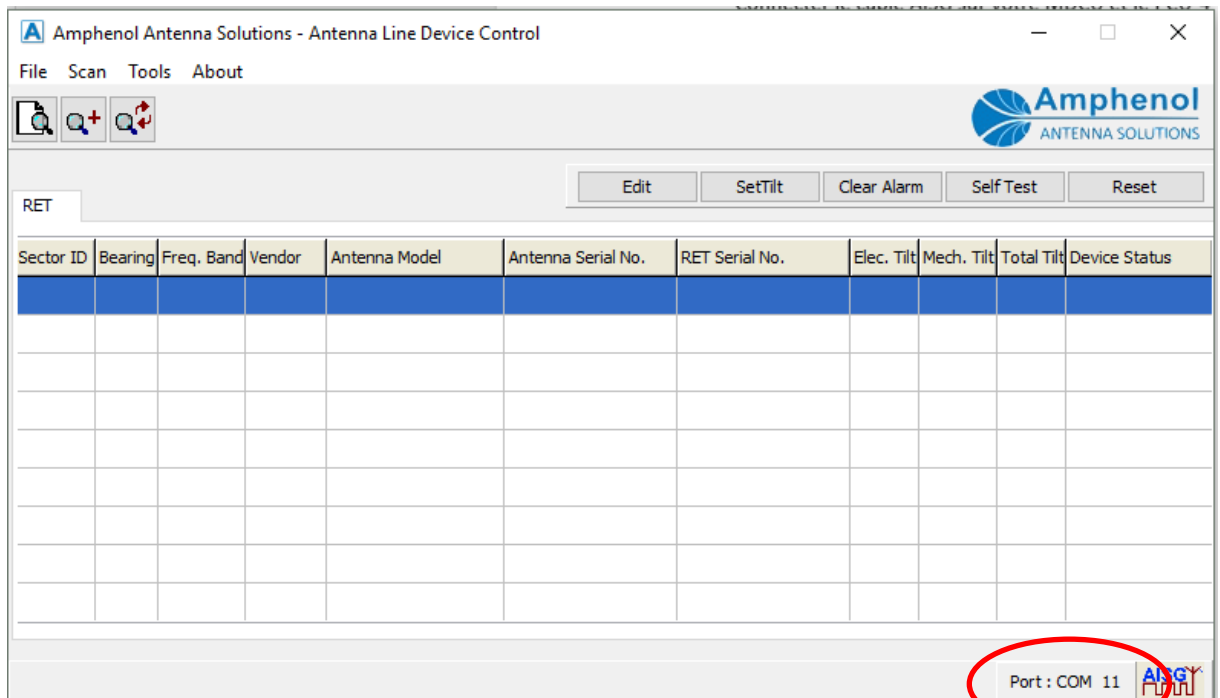 Amphenol Antenna Solutions - Antenna Line Device Control
File Scan Tools About
Amphenol
ANTENNA SOLUTIONS
Edit SetTilt Clear Alarm Self Test Reset
RET
Sector ID Bearing Freq. Band Vendor Antenna Model Antenna Serial No. RET Serial No. Elec. Tilt Mech. Tilt Total Tilt Device Status
Port : COM 11 AISG